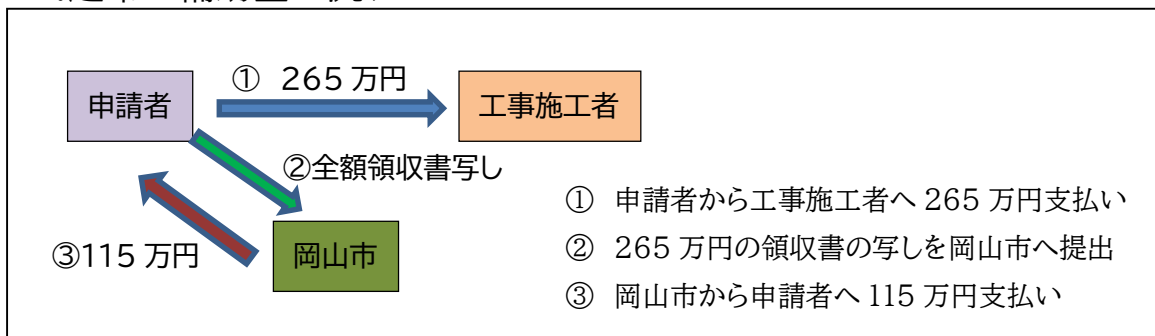 ① 265 万円
申請者
工事施工者
②全額領収書写し
③115 万円
岡山市
① 申請者から工事施工者へ 265 万円支払い
② 265 万円の領収書の写しを岡山市へ提出
③ 岡山市から申請者へ 115 万円支払い